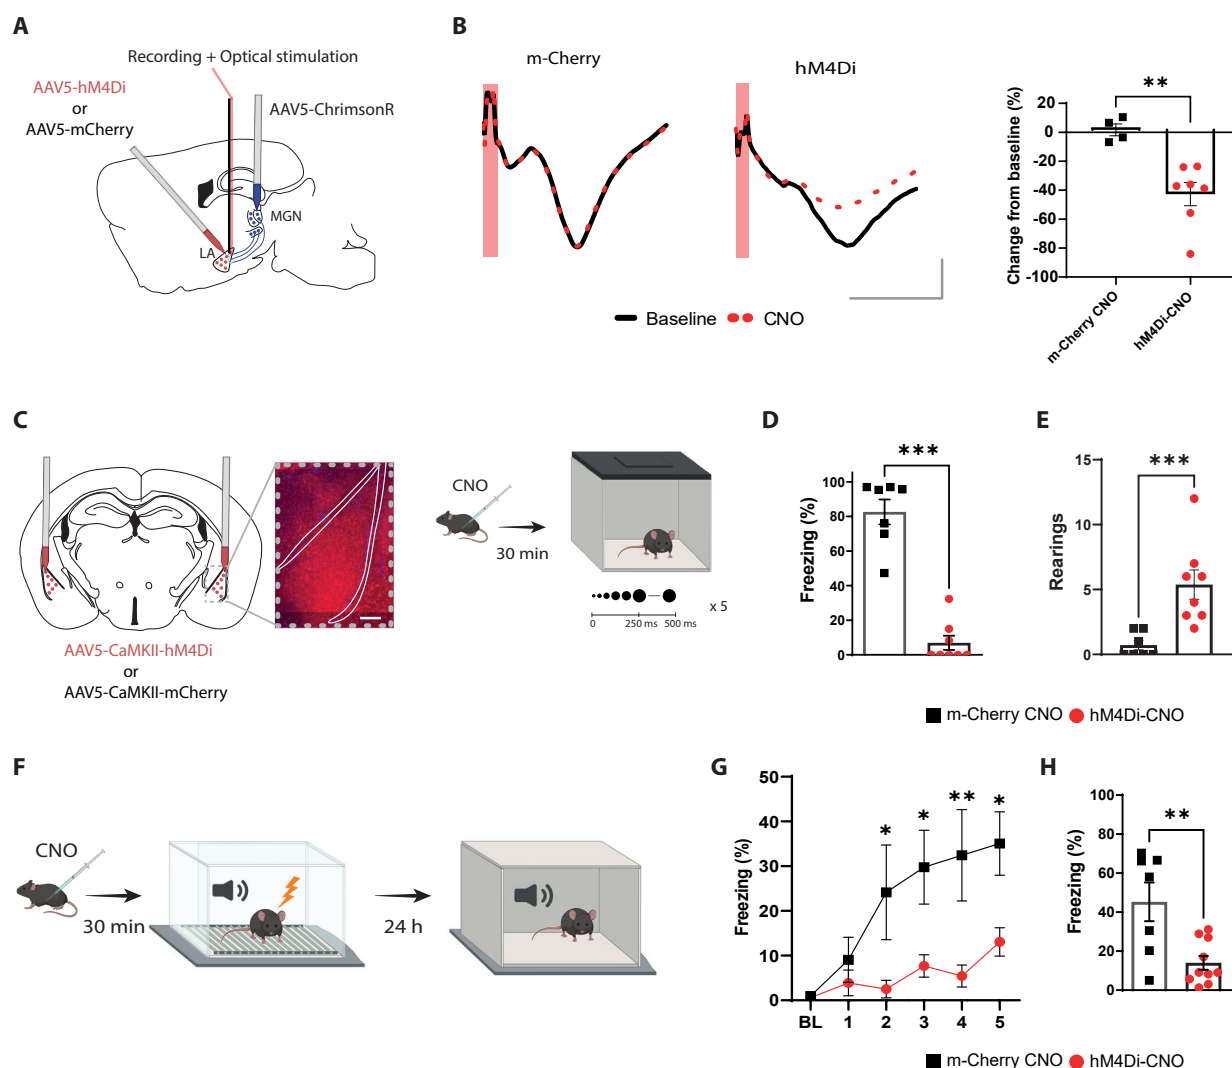 A
Recording + Optical stimulation
AAV5-hM4Di
or
AAV5-mCherry
AAV5-ChrimsonR
MGN
LA
B
m-Cherry
hM4Di
Baseline
CNO
Change from baseline (%)
20
0
-20
-40
-60
-80
-100
**
m-Cherry CNO
hM4Di-CNO
C
AAV5-CaMKII-hM4Di
or
AAV5-CaMKII-mCherry
CNO
30 min
0
250 ms
500 ms
x 5
D
Freezing (%)
100
80
60
40
20
0
***
E
Rearings
15
10
5
0
***
m-Cherry CNO
hM4Di-CNO
F
CNO
30 min
24 h
G
Freezing (%)
50
40
30
20
10
0
*
*
**
*
BL
1
2
3
4
5
H
Freezing (%)
100
80
60
40
20
0
**
m-Cherry CNO
hM4Di-CNO